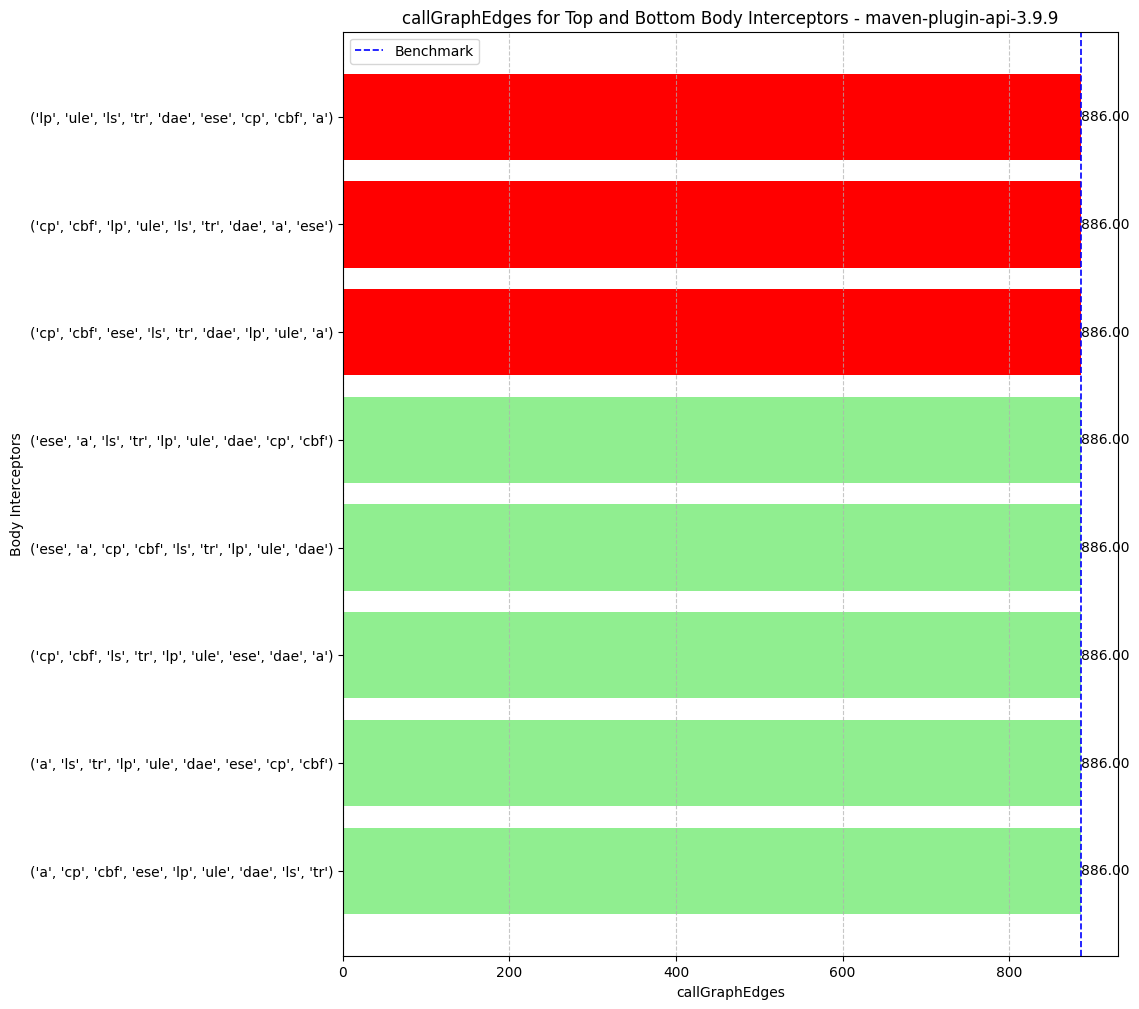 callGraphEdges for Top and Bottom Body Interceptors - maven-plugin-api-3.9.9
Benchmark
('lp', 'ule', 'ls', 'tr', 'dae', 'ese', 'cp', 'cbf', 'a') 886.00
('cp', 'cbf', 'lp', 'ule', 'ls', 'tr', 'dae', 'a', 'ese') 886.00
('cp', 'cbf', 'ese', 'ls', 'tr', 'dae', 'lp', 'ule', 'a') 886.00
('ese', 'a', 'ls', 'tr', 'lp', 'ule', 'dae', 'cp', 'cbf') 886.00
('ese', 'a', 'cp', 'cbf', 'ls', 'tr', 'lp', 'ule', 'dae') 886.00
('cp', 'cbf', 'ls', 'tr', 'lp', 'ule', 'ese', 'dae', 'a') 886.00
('a', 'ls', 'tr', 'lp', 'ule', 'dae', 'ese', 'cp', 'cbf') 886.00
('a', 'cp', 'cbf', 'ese', 'lp', 'ule', 'dae', 'ls', 'tr') 886.00
Body Interceptors
0 200 400 600 800
callGraphEdges